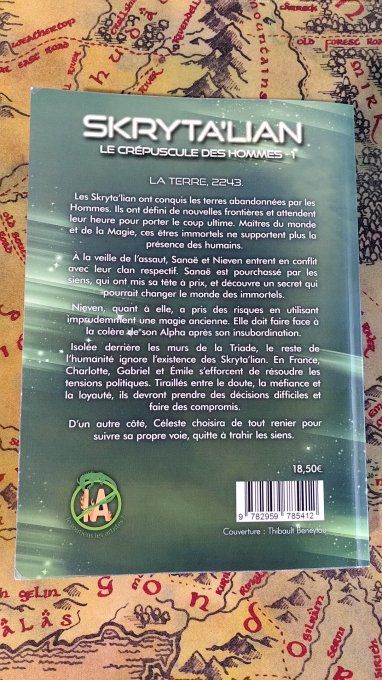 OLD FOREST ROAD
SKRYTA'LIAN
LE CRÉPUSCULE DES HOMMES - 1
LA TERRE, 2243.
Les Skryta'lian ont conquis les terres abandonnées par les
Hommes. Ils ont défini de nouvelles frontières et attendent
leur heure pour porter le coup ultime. Maîtres du monde
et de la Magie, ces êtres immortels ne supportent plus la
présence des humains.
À la veille de l'assaut, Sanaë et Nieven entrent en conflit
avec leur clan respectif. Sanaë est pourchassé par les
siens, qui ont mis sa tête à prix, et découvre un secret qui
pourrait changer le monde des immortels.
Nieven, quant à elle, a pris des risques en utilisant
imprudemment une magie ancienne. Elle doit faire face à
la colère de son Alpha après son insubordination.
Isolée derrière les murs de la Triade, le reste de
l'humanité ignore l'existence des Skryta'lian. En France,
Charlotte, Gabriel et Émile s'efforcent de résoudre les
tensions politiques. Tiraillés entre le doute, la méfiance et
la loyauté, ils devront prendre des décisions difficiles et
faire des compromis.
D'un autre côté, Céleste choisira de tout renier pour
suivre sa propre voie, quitte à trahir les siens.
18,50€
IA
9 782959 785412
Couverture : Thibault Beneytou